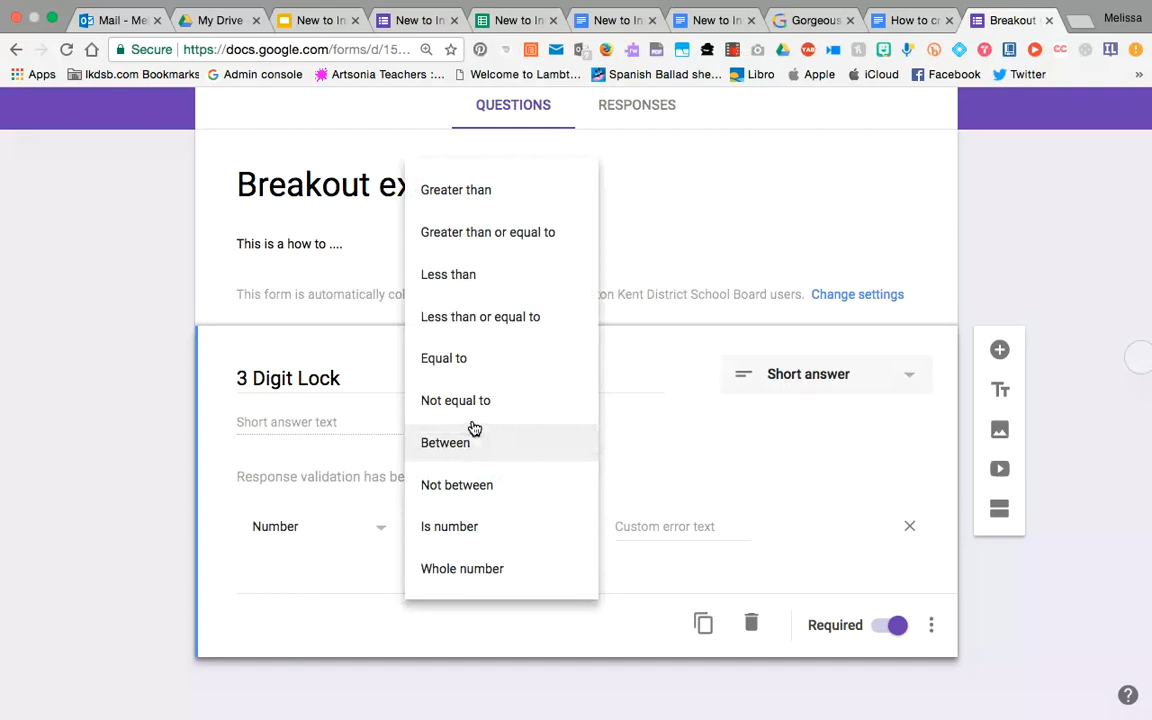 Mail - Mel
My Drive -
New to In
New to In
New to In
New to In
New to In
Gorgeous
How to cr
Breakout
Melissa
Secure
https://docs.google.com/forms/d/15...
Apps
lkdsb.com Bookmarks
Admin console
Artsonia Teachers :...
Welcome to Lambt...
Spanish Ballad she...
Libro
Apple
iCloud
Facebook
Twitter
»
QUESTIONS
RESPONSES
Breakout ex
This is a how to ....
This form is automatically co
on Kent District School Board users.
Change settings
Greater than
Greater than or equal to
Less than
Less than or equal to
Equal to
Not equal to
Between
Not between
Is number
Whole number
3 Digit Lock
Short answer
Short answer text
Response validation has be
Number
Custom error text
Required